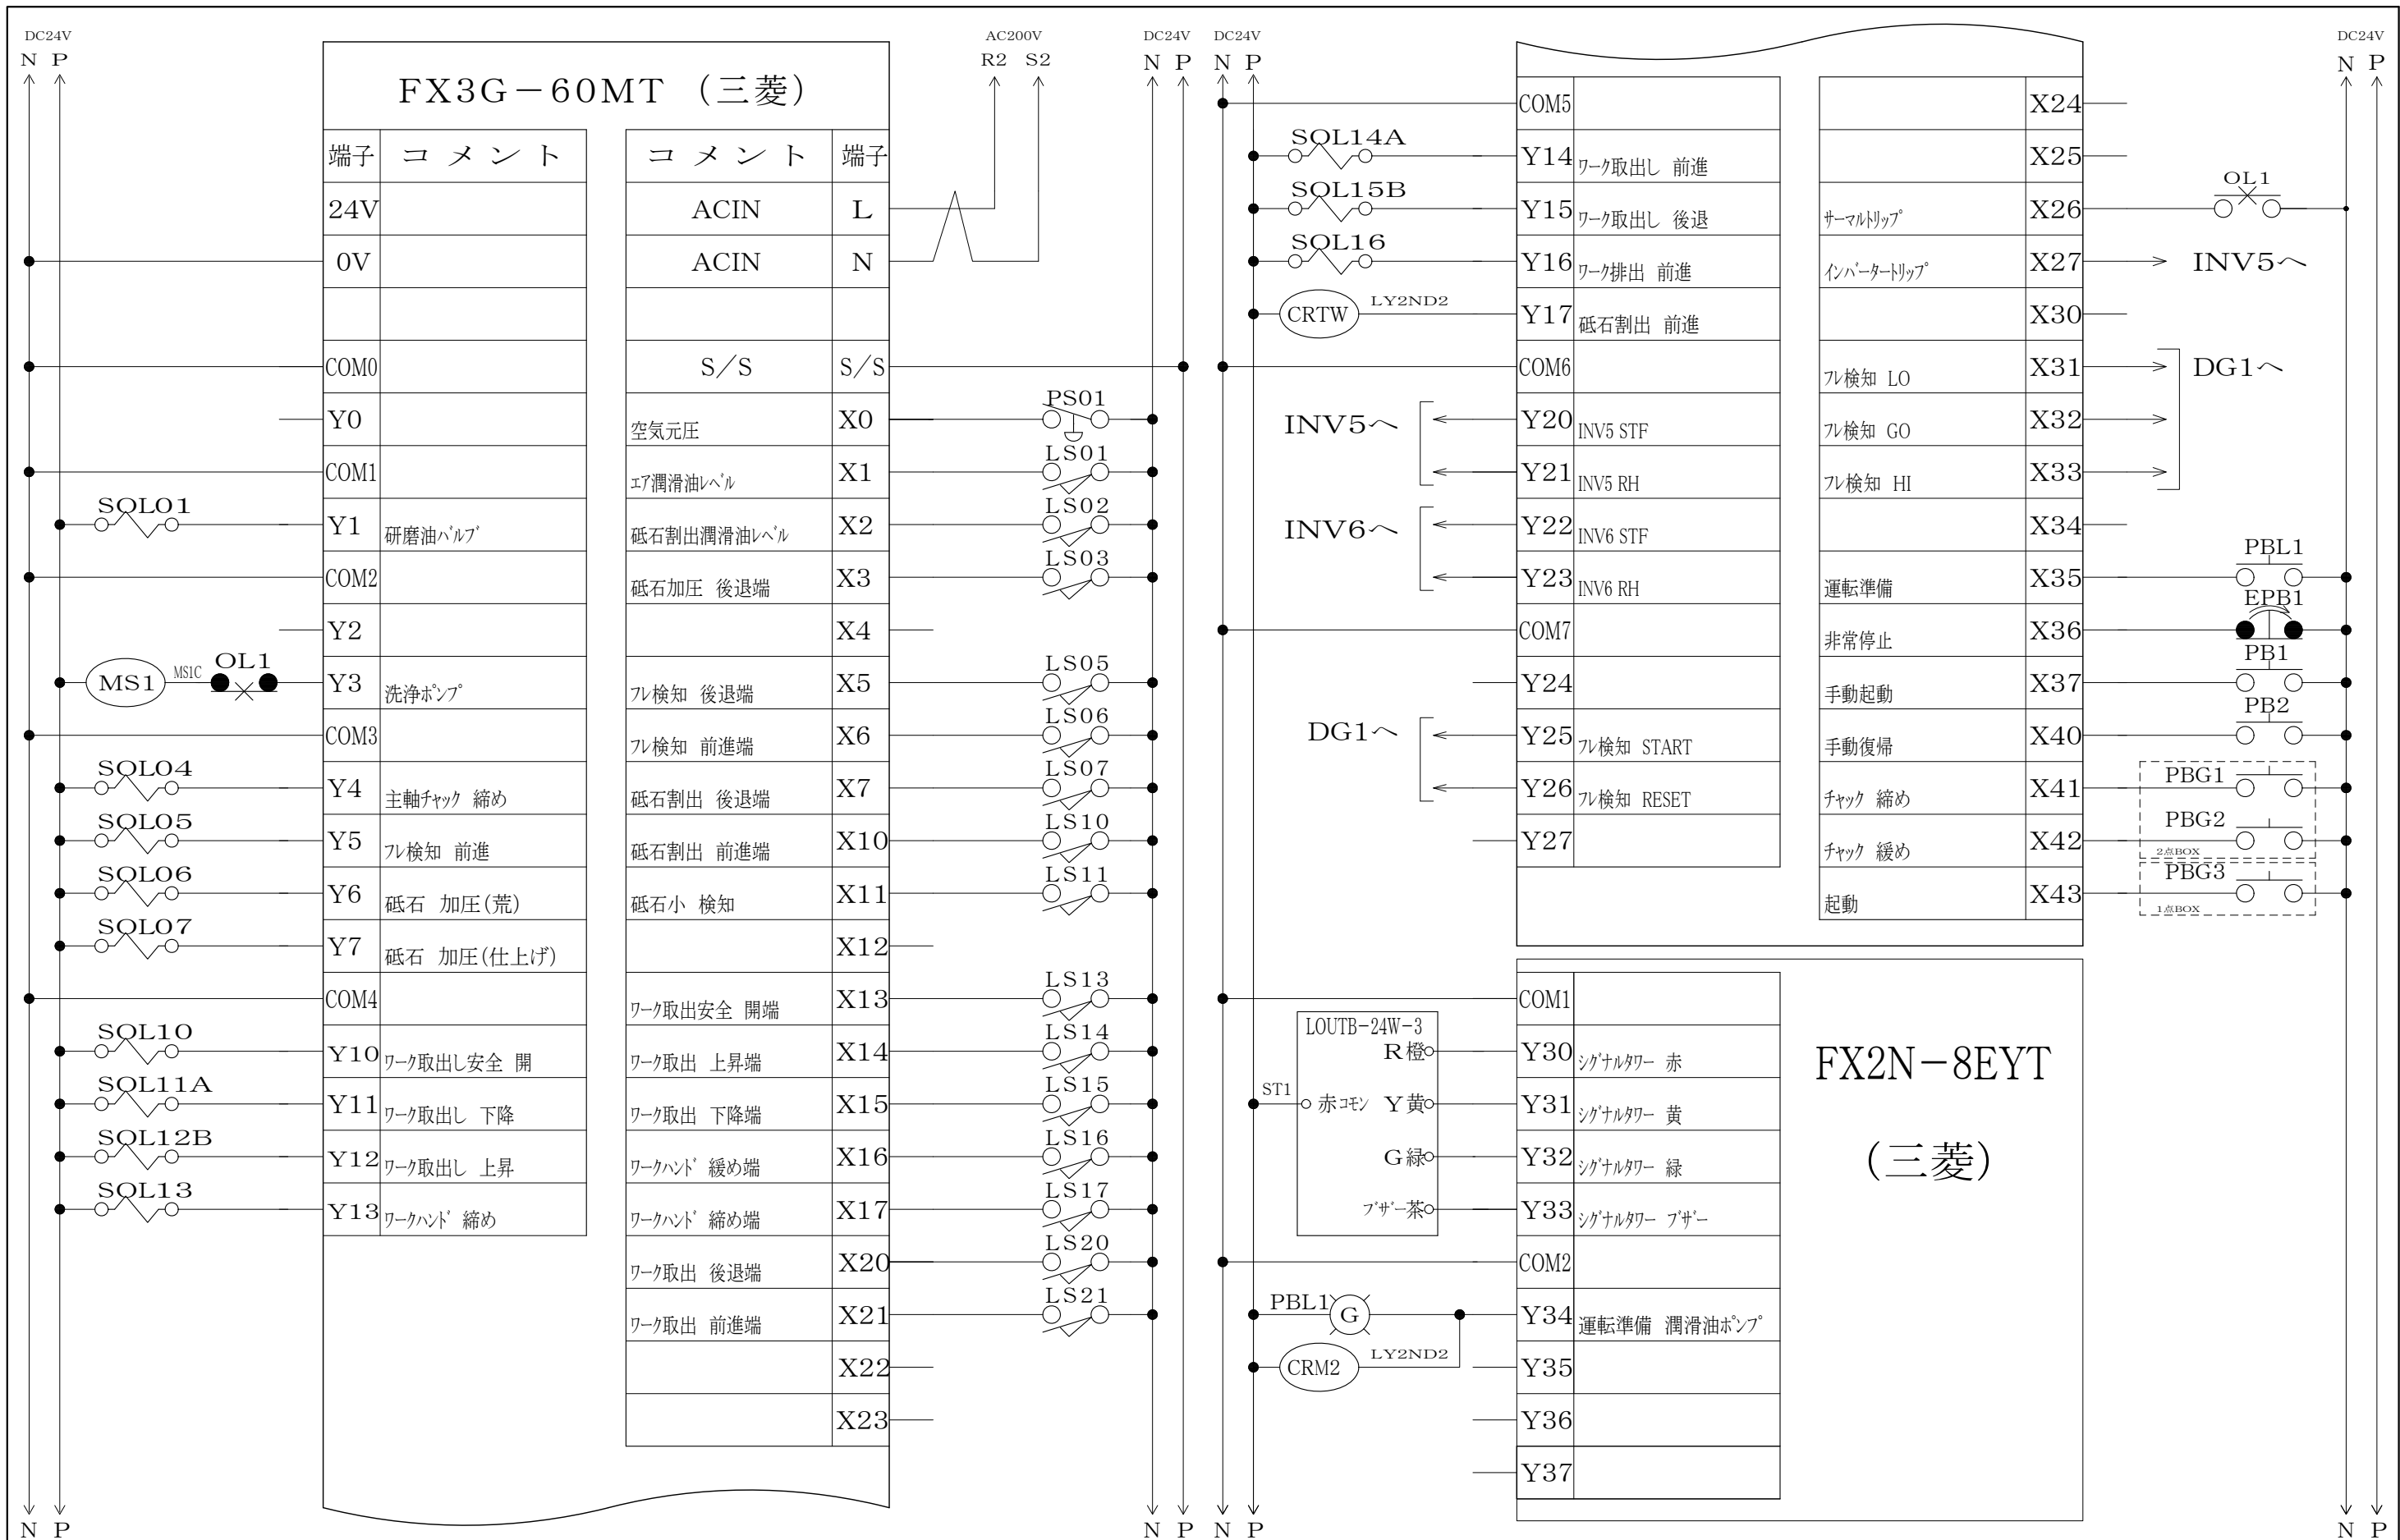 DC24V
N P
FX3G－60MT （三菱）
端子 コメント
24V
0V
COM0
Y0
COM1
SOL01 Y1 研磨油バルブ
COM2
Y2
MS1 MS1C OL1 Y3 洗浄ポンプ
COM3
SOL04 Y4 主軸チャック 締め
SOL05 Y5 フレ検知 前進
SOL06 Y6 砥石 加圧(荒)
SOL07 Y7 砥石 加圧(仕上げ)
COM4
SOL10 Y10 ワーク取出し安全 開
SOL11A Y11 ワーク取出し 下降
SOL12B Y12 ワーク取出し 上昇
SOL13 Y13 ワークハンド 締め
N P
AC200V
R2 S2
DC24V
N P
コメント 端子
ACIN L
ACIN N
S/S S/S
空気元圧 X0 PS01
エア潤滑油レベル X1 LS01
砥石割出潤滑油レベル X2 LS02
砥石加圧 後退端 X3 LS03
X4
フレ検知 後退端 X5 LS05
フレ検知 前進端 X6 LS06
砥石割出 後退端 X7 LS07
砥石割出 前進端 X10 LS10
砥石小 検知 X11 LS11
X12
ワーク取出安全 開端 X13 LS13
ワーク取出 上昇端 X14 LS14
ワーク取出 下降端 X15 LS15
ワークハンド 緩め端 X16 LS16
ワークハンド 締め端 X17 LS17
ワーク取出 後退端 X20 LS20
ワーク取出 前進端 X21 LS21
X22
X23
N P
DC24V
N P
COM5
SOL14A Y14 ワーク取出し 前進
SOL15B Y15 ワーク取出し 後退
SOL16 Y16 ワーク排出 前進
CRTW LY2ND2 Y17 砥石割出 前進
COM6
INV5へ Y20 INV5 STF
Y21 INV5 RH
INV6へ Y22 INV6 STF
Y23 INV6 RH
COM7
Y24
DG1へ Y25 フレ検知 START
Y26 フレ検知 RESET
Y27
DC24V
N P
X24
X25
サーマルトリップ X26 OL1
インバータートリップ X27 INV5へ
X30
フレ検知 LO X31 DG1へ
フレ検知 GO X32
フレ検知 HI X33
X34
運転準備 X35 PBL1
非常停止 X36 EPB1
手動起動 X37 PB1
手動復帰 X40 PB2
チャック 締め X41 PBG1
チャック 緩め X42 PBG2
2点BOX
起動 X43 PBG3
1点BOX
FX2N－8EYT
（三菱）
COM1
LOUTB-24W-3
R橙 Y30 シグナルタワー 赤
ST1 赤コモン Y黄 Y31 シグナルタワー 黄
G緑 Y32 シグナルタワー 緑
ブザー茶 Y33 シグナルタワー ブザー
COM2
PBL1 G Y34 運転準備 潤滑油ポンプ
CRM2 LY2ND2 Y35
Y36
Y37
N P
N P